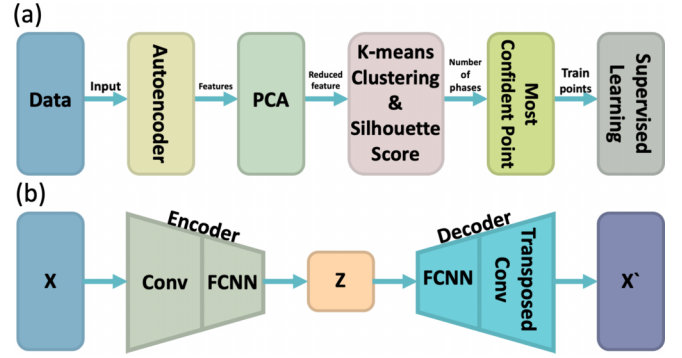 (a)
Data
Input
Autoencoder
Features
PCA
Reduced
feature
K-means
Clustering
&
Silhouette
Score
Number
of
phases
Most
Confident Point
Train
points
Supervised
Learning
(b)
X
Encoder
Conv
FCNN
Z
Decoder
FCNN
Transposed
Conv
X`